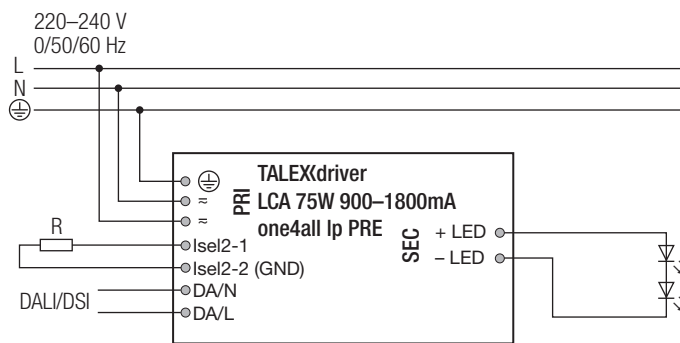 220–240 V
0/50/60 Hz
L
N
TALEXXdriver
LCA 75W 900–1800mA
one4all lp PRE
PRI
≈
≈
SEC
+ LED
– LED
R
Isel2-1
Isel2-2 (GND)
DALI/DSI
DA/N
DA/L